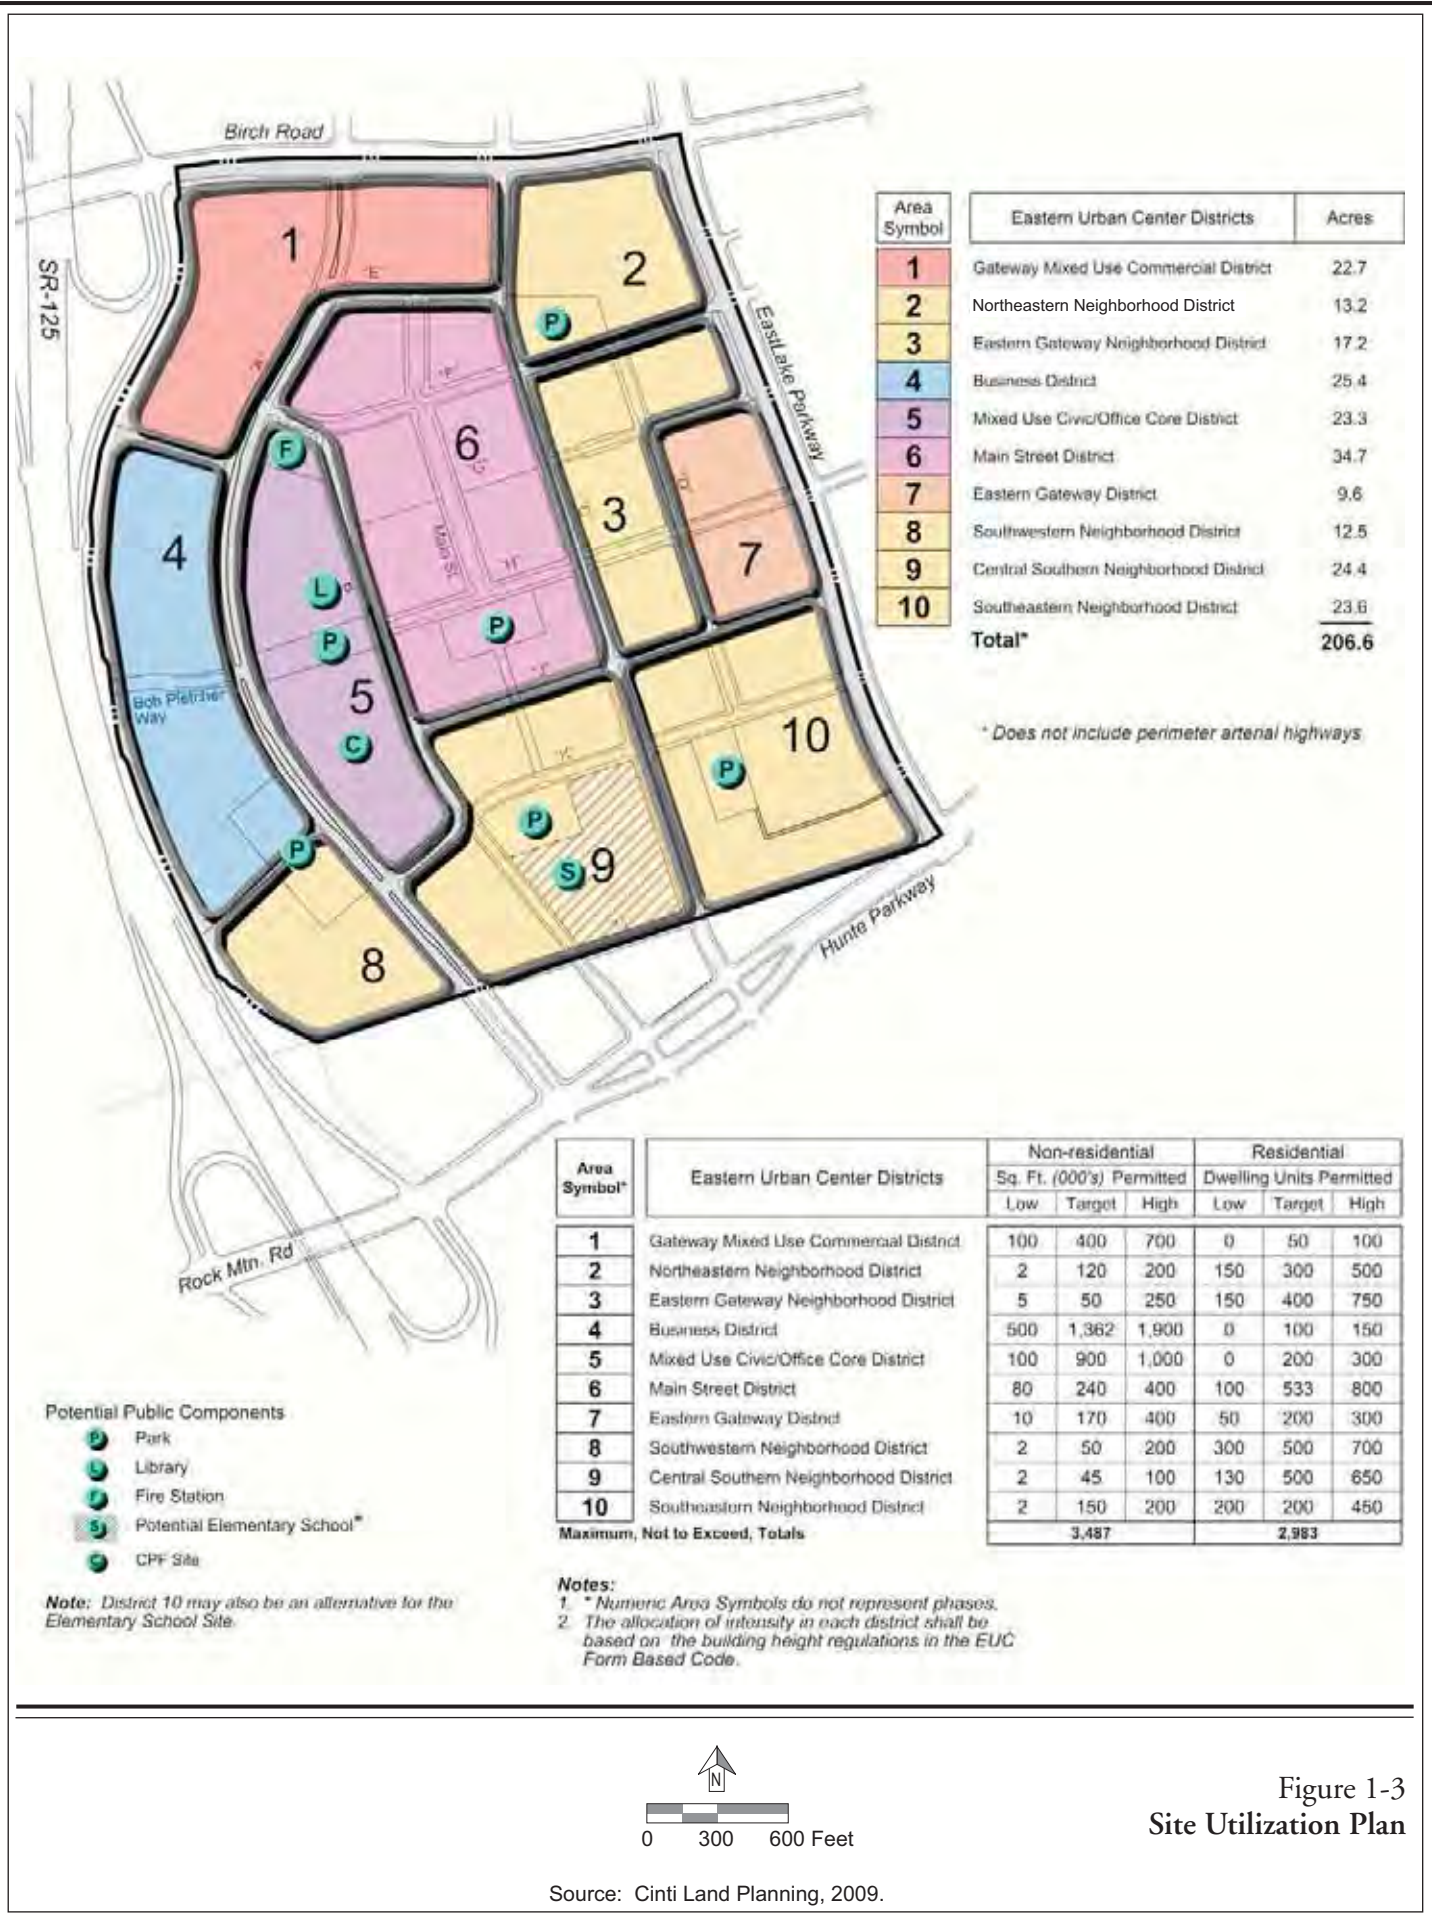 Birch Road
SR-125
EastLake Parkway
1
2
3
4
5
6
7
8
9
10
"E"
"F"
Main St.
Bob Pletcher
Way
"K"
P
F
L
P
P
C
P
P
P
S
Hunte Parkway
Rock Mtn. Rd
Area Symbol Eastern Urban Center Districts Acres
1 Gateway Mixed Use Commercial District 22.7
2 Northeastern Neighborhood District 13.2
3 Eastern Gateway Neighborhood District 17.2
4 Business District 25.4
5 Mixed Use Civic/Office Core District 23.3
6 Main Street District 34.7
7 Eastern Gateway District 9.6
8 Southwestern Neighborhood District 12.5
9 Central Southern Neighborhood District 24.4
10 Southeastern Neighborhood District 23.6
Total* 206.6
* Does not include perimeter arterial highways
Area Symbol* Eastern Urban Center Districts Non-residential Residential
Sq. Ft. (000's) Permitted Dwelling Units Permitted
Low Target High Low Target High
1 Gateway Mixed Use Commercial District 100 400 700 0 50 100
2 Northeastern Neighborhood District 2 120 200 150 300 500
3 Eastern Gateway Neighborhood District 5 50 250 150 400 750
4 Business District 500 1,362 1,900 0 100 150
5 Mixed Use Civic/Office Core District 100 900 1,000 0 200 300
6 Main Street District 80 240 400 100 533 800
7 Eastern Gateway District 10 170 400 50 200 300
8 Southwestern Neighborhood District 2 50 200 300 500 700
9 Central Southern Neighborhood District 2 45 100 130 500 650
10 Southeastern Neighborhood District 2 150 200 200 200 450
Maximum, Not to Exceed, Totals 3,487 2,983
Potential Public Components
P Park
L Library
F Fire Station
S Potential Elementary School*
C CPF Site
Note: District 10 may also be an alternative for the
Elementary School Site.
Notes:
1. * Numeric Area Symbols do not represent phases.
2. The allocation of intensity in each district shall be
based on the building height regulations in the EUC
Form Based Code.
N
0 300 600 Feet
Figure 1-3
Site Utilization Plan
Source: Cinti Land Planning, 2009.